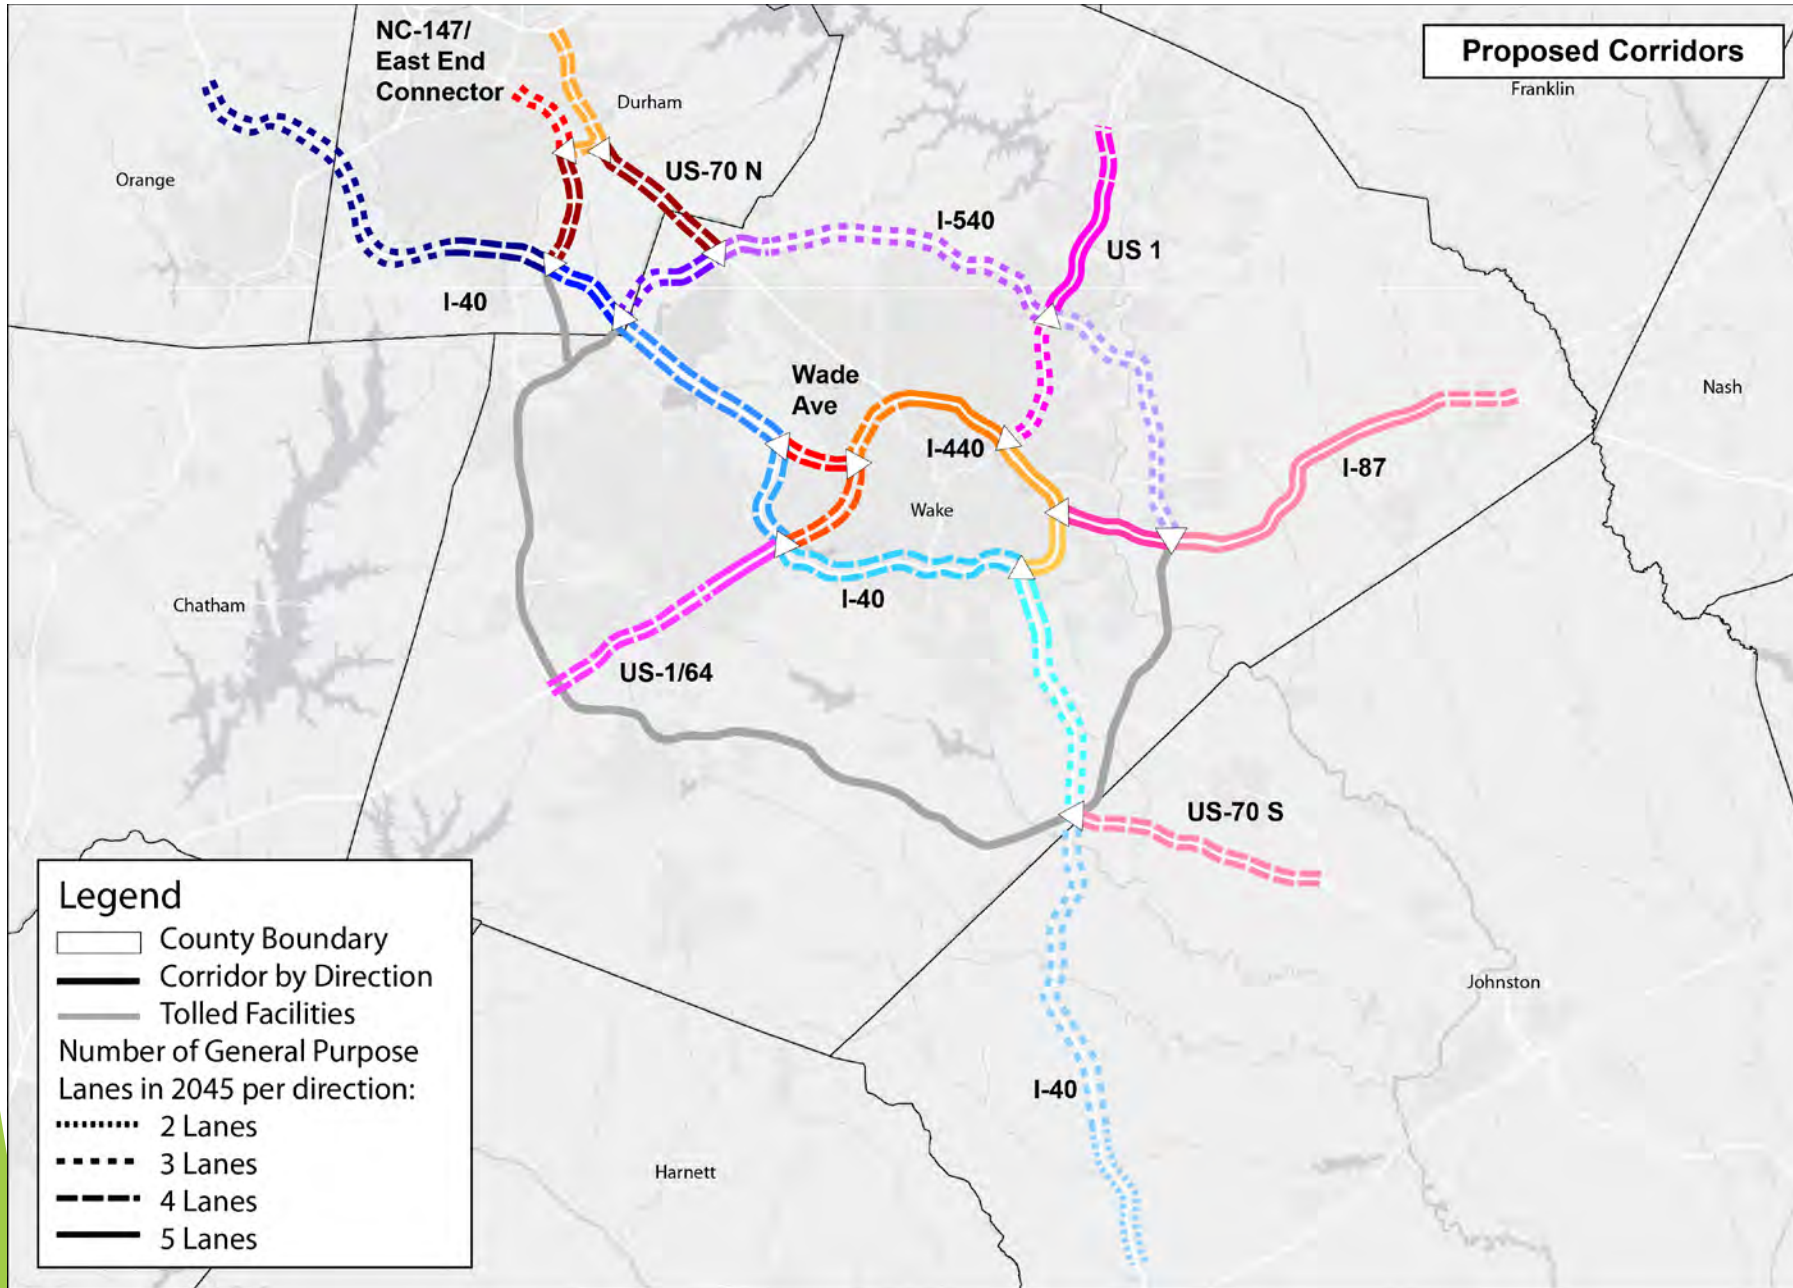 Proposed Corridors
NC-147/
East End
Connector
Durham
Franklin
Orange
US-70 N
I-540
US 1
I-40
Wade
Ave
Nash
I-440
I-87
Wake
Chatham
I-40
US-1/64
US-70 S
Legend
County Boundary
Corridor by Direction
Tolled Facilities
Number of General Purpose
Lanes in 2045 per direction:
2 Lanes
3 Lanes
4 Lanes
5 Lanes
Johnston
I-40
Harnett